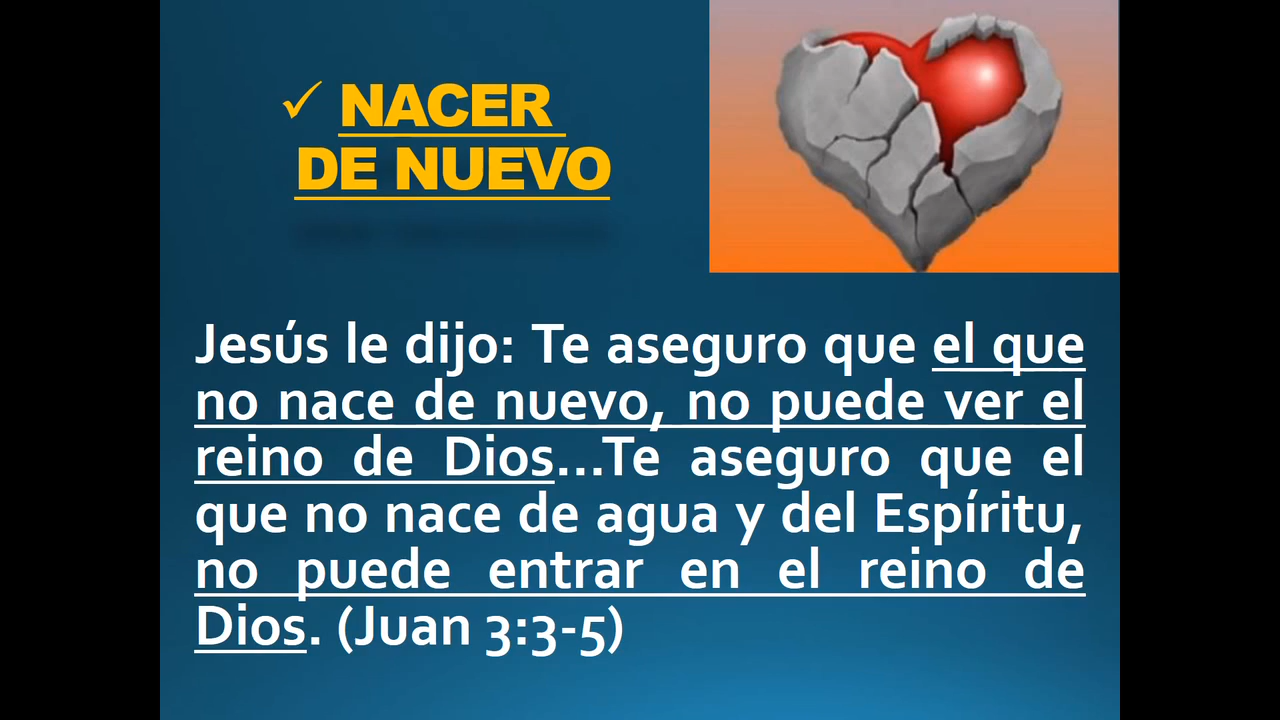 ✓ NACER
DE NUEVO
Jesús le dijo: Te aseguro que el que
no nace de nuevo, no puede ver el
reino de Dios...Te aseguro que el
que no nace de agua y del Espíritu,
no puede entrar en el reino de
Dios. (Juan 3:3-5)